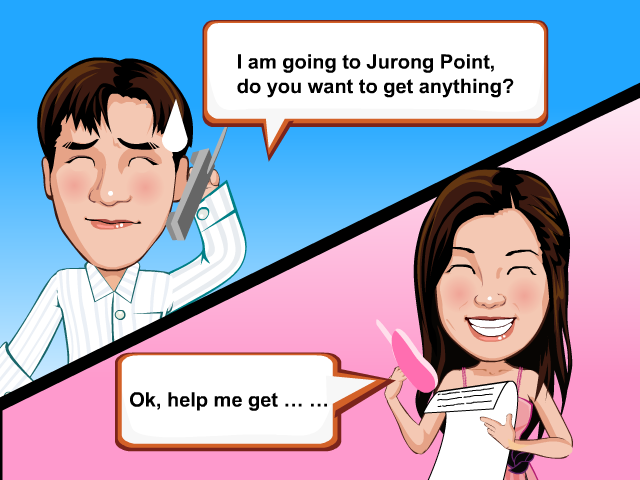 I am going to Jurong Point,
do you want to get anything?
Ok, help me get ... ...